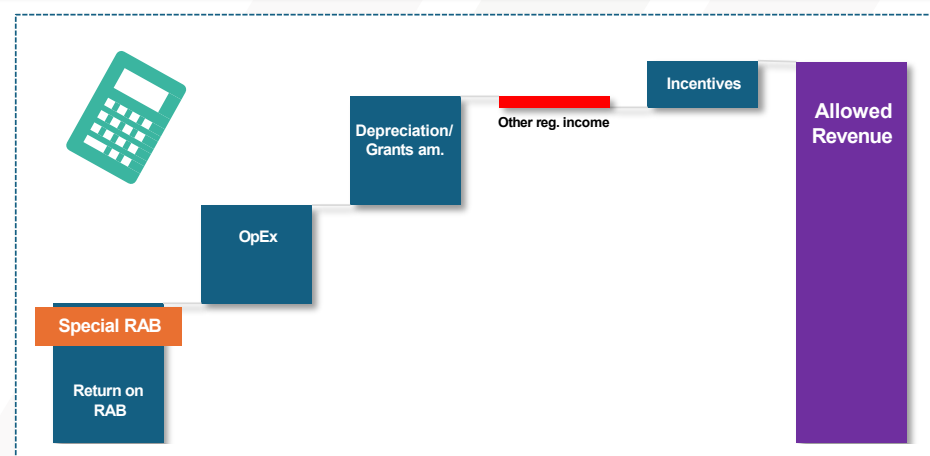 Incentives
Allowed
Revenue
Depreciation/
Grants am.
Other reg. income
OpEx
Special RAB
Return on
RAB